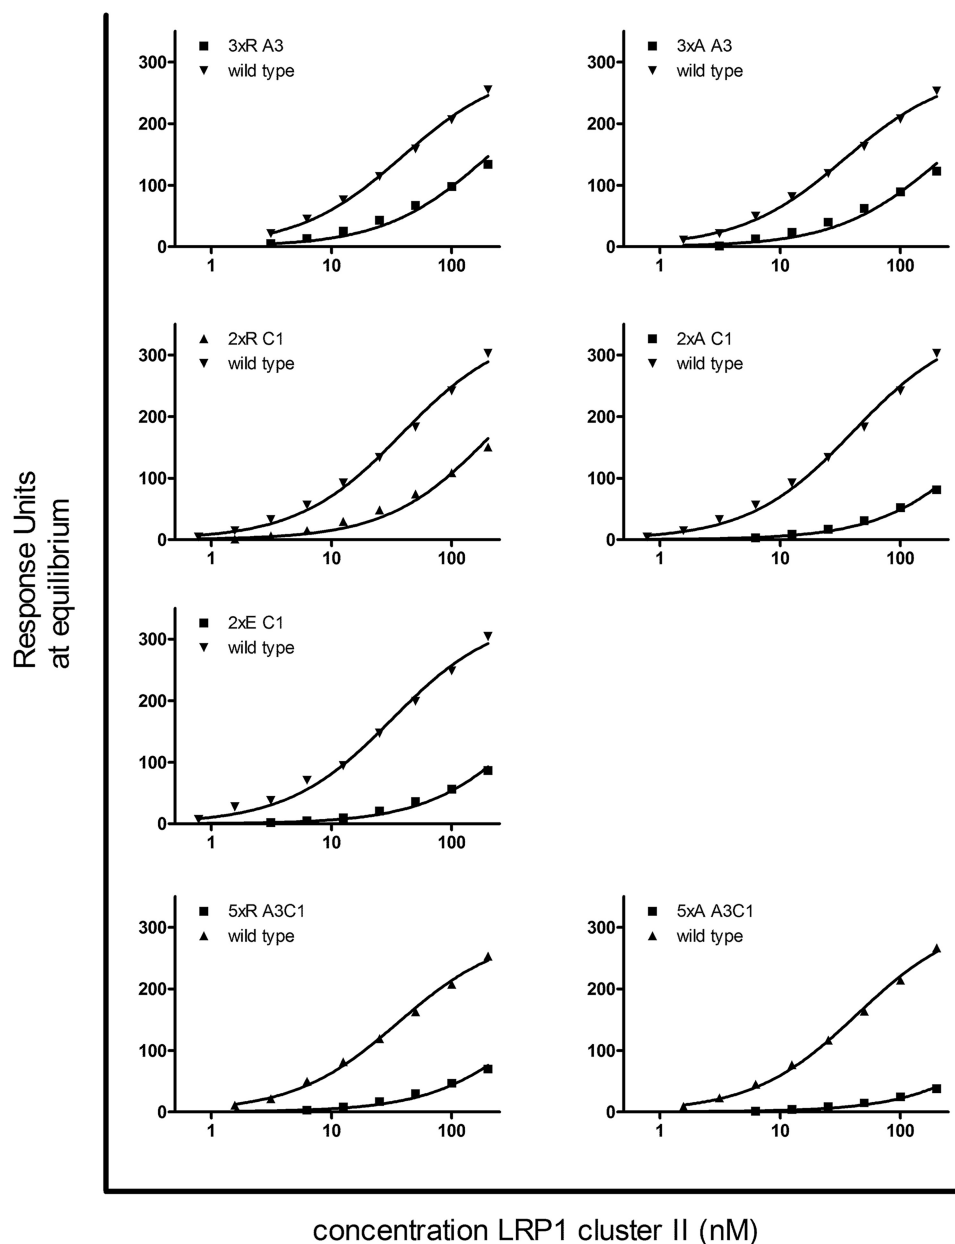 3xR A3
wild type
300
200
100
0
1 10 100
3xA A3
wild type
300
200
100
0
1 10 100
2xR C1
wild type
300
200
100
0
1 10 100
2xA C1
wild type
300
200
100
0
1 10 100
2xE C1
wild type
300
200
100
0
1 10 100
5xR A3C1
wild type
300
200
100
0
1 10 100
5xA A3C1
wild type
300
200
100
0
1 10 100
Response Units
at equilibrium
concentration LRP1 cluster II (nM)